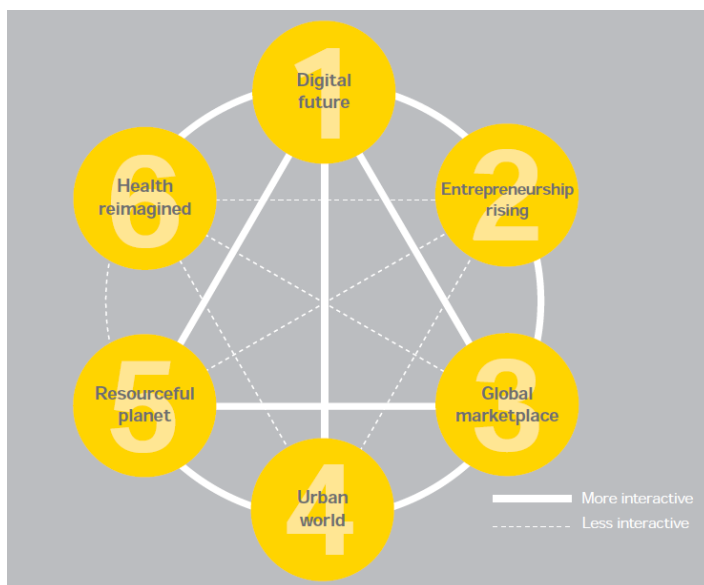 1
Digital
future
2
Entrepreneurship
rising
3
Global
marketplace
4
Urban
world
5
Resourceful
planet
6
Health
reimagined
More interactive
Less interactive